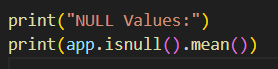 print("NULL Values:")
print(app.isnull().mean())